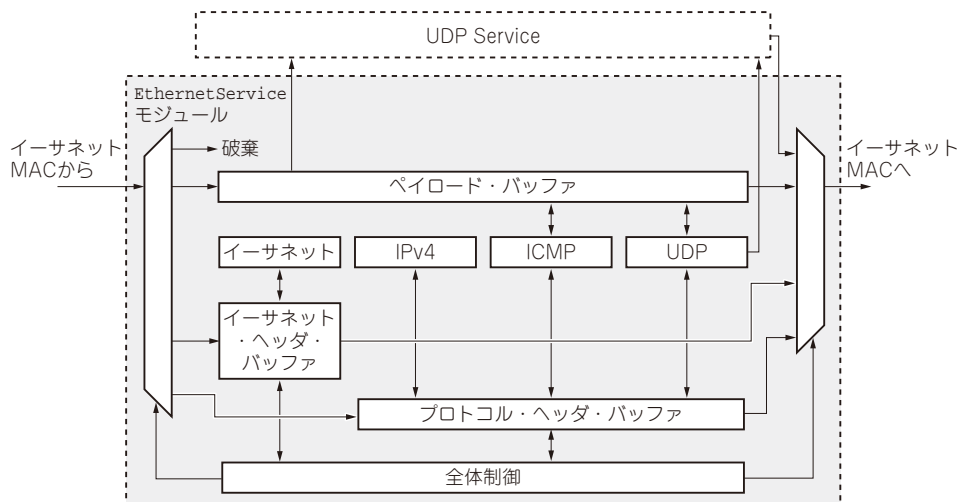 UDP Service
EthernetService
モジュール
イーサネット
MACから
破棄
イーサネット
MACへ
ペイロード・バッファ
イーサネット
IPv4
ICMP
UDP
イーサネット
・ヘッダ・
バッファ
プロトコル・ヘッダ・バッファ
全体制御